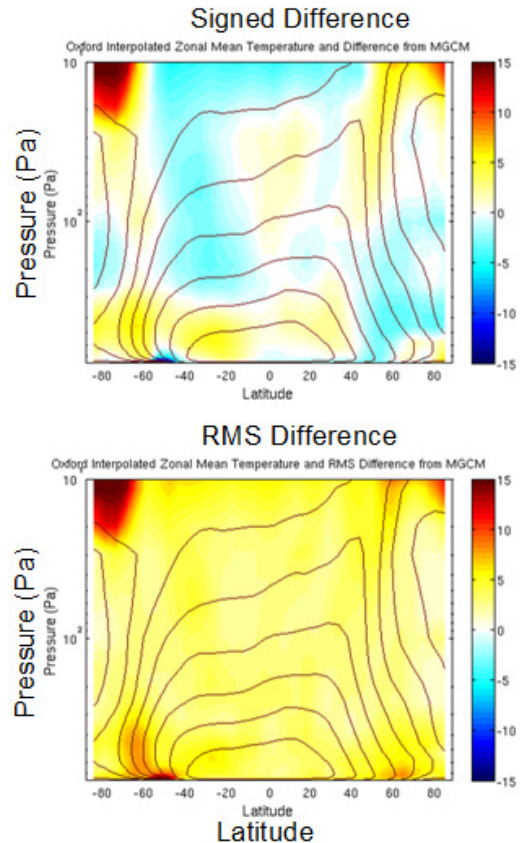 Signed Difference
Oxford Interpolated Zonal Mean Temperature and Difference from MGCM
10
10²
Pressure (Pa)
Pressure (Pa)
-80 -60 -40 -20 0 20 40 60 80
Latitude
15
10
5
0
-5
-10
-15
RMS Difference
Oxford Interpolated Zonal Mean Temperature and RMS Difference from MGCM
10
10²
Pressure (Pa)
Pressure (Pa)
-80 -60 -40 -20 0 20 40 60 80
Latitude
Latitude
15
10
5
0
-5
-10
-15